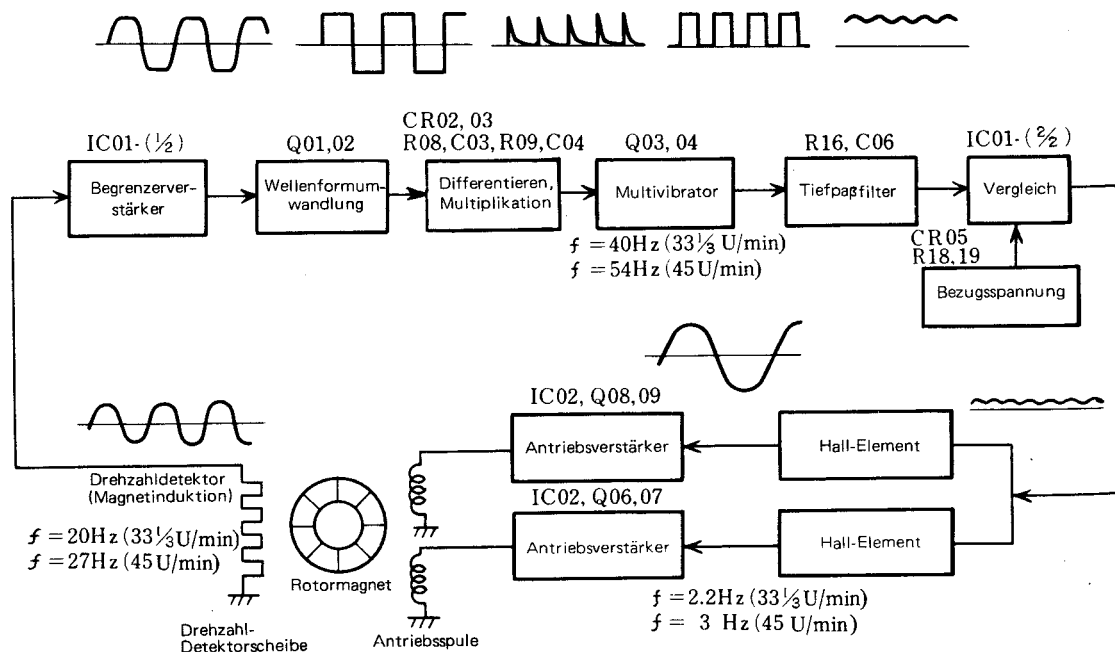 IC01-(½)
Begrenzerver-
stärker
Q01,02
Wellenformum-
wandlung
CR02, 03
R08, C03, R09, C04
Differentieren,
Multiplikation
Q03, 04
Multivibrator
f = 40Hz (33⅓ U/min)
f = 54Hz (45U/min)
R16, C06
Tiefpaßfilter
IC01-(2/2)
Vergleich
CR05
R18,19
Bezugsspannung
IC02, Q08,09
Antriebsverstärker
Hall-Element
IC02, Q06,07
Antriebsverstärker
Hall-Element
f = 2.2Hz (33⅓U/min)
f = 3 Hz (45 U/min)
Drehzahldetektor
(Magnetinduktion)
f = 20Hz (33⅓U/min)
f = 27Hz (45U/min)
Rotormagnet
Drehzahl-
Detektorscheibe
Antriebsspule